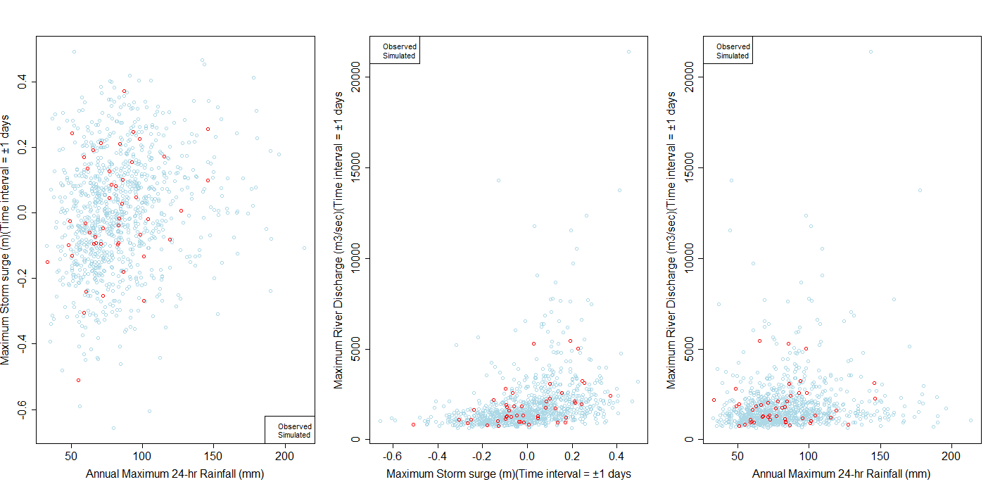 Maximum Storm surge (m)(Time interval = ±1 days
-0.6
-0.4
-0.2
0.0
0.2
0.4
Observed
Simulated
50
100
150
200
Annual Maximum 24-hr Rainfall (mm)
Maximum River Discharge (m3/sec)(Time interval = ±1 days
0
5000
10000
15000
20000
Observed
Simulated
-0.6
-0.4
-0.2
0.0
0.2
0.4
Maximum Storm surge (m)(Time interval = ±1 days
Maximum River Discharge (m3/sec)(Time interval = ±1 days
0
5000
10000
15000
20000
Observed
Simulated
50
100
150
200
Annual Maximum 24-hr Rainfall (mm)